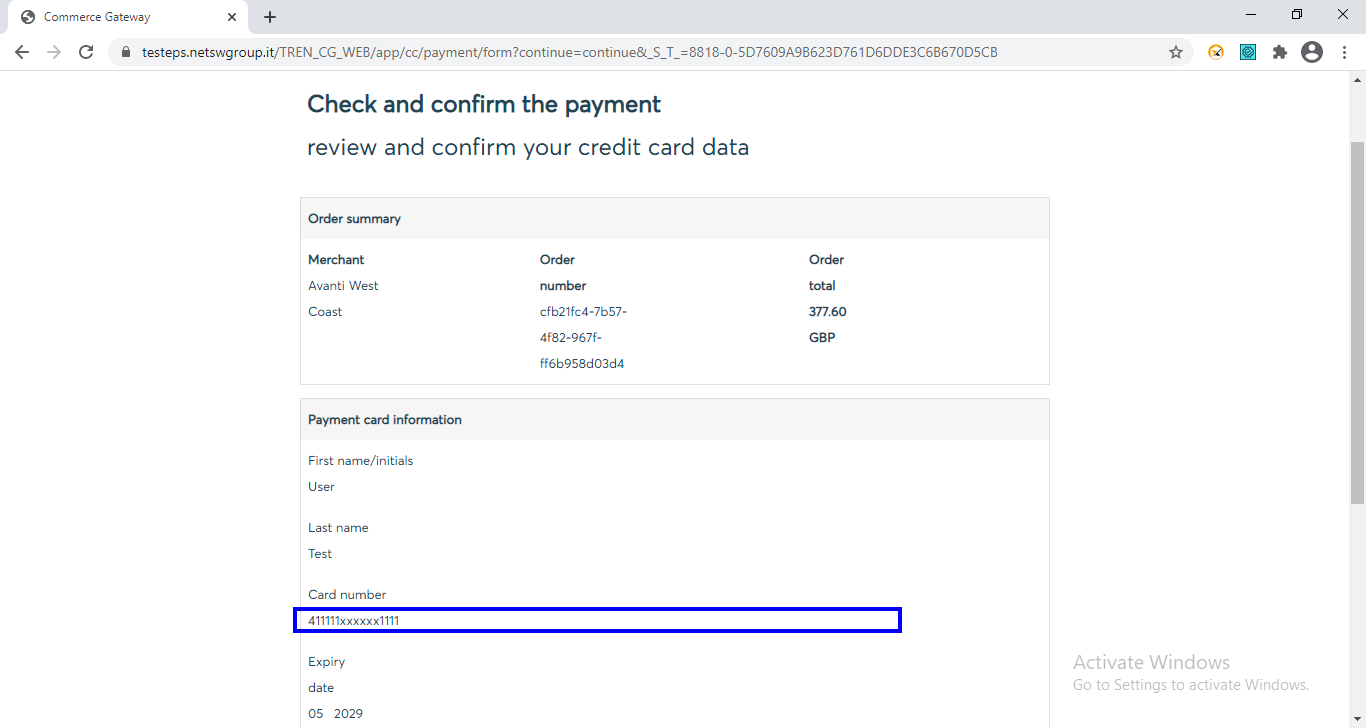 Commerce Gateway
testeps.netswgroup.it/TREN_CG_WEB/app/cc/payment/form?continue=continue&_S_T_=8818-0-5D7609A9B623D761D6DDE3C6B670D5CB
Check and confirm the payment
review and confirm your credit card data
Order summary
Merchant
Avanti West
Coast
Order
number
cfb21fc4-7b57-
4f82-967f-
ff6b958d03d4
Order
total
377.60
GBP
Payment card information
First name/initials
User
Last name
Test
Card number
411111xxxxxx1111
Expiry
date
05 2029
Activate Windows
Go to Settings to activate Windows.